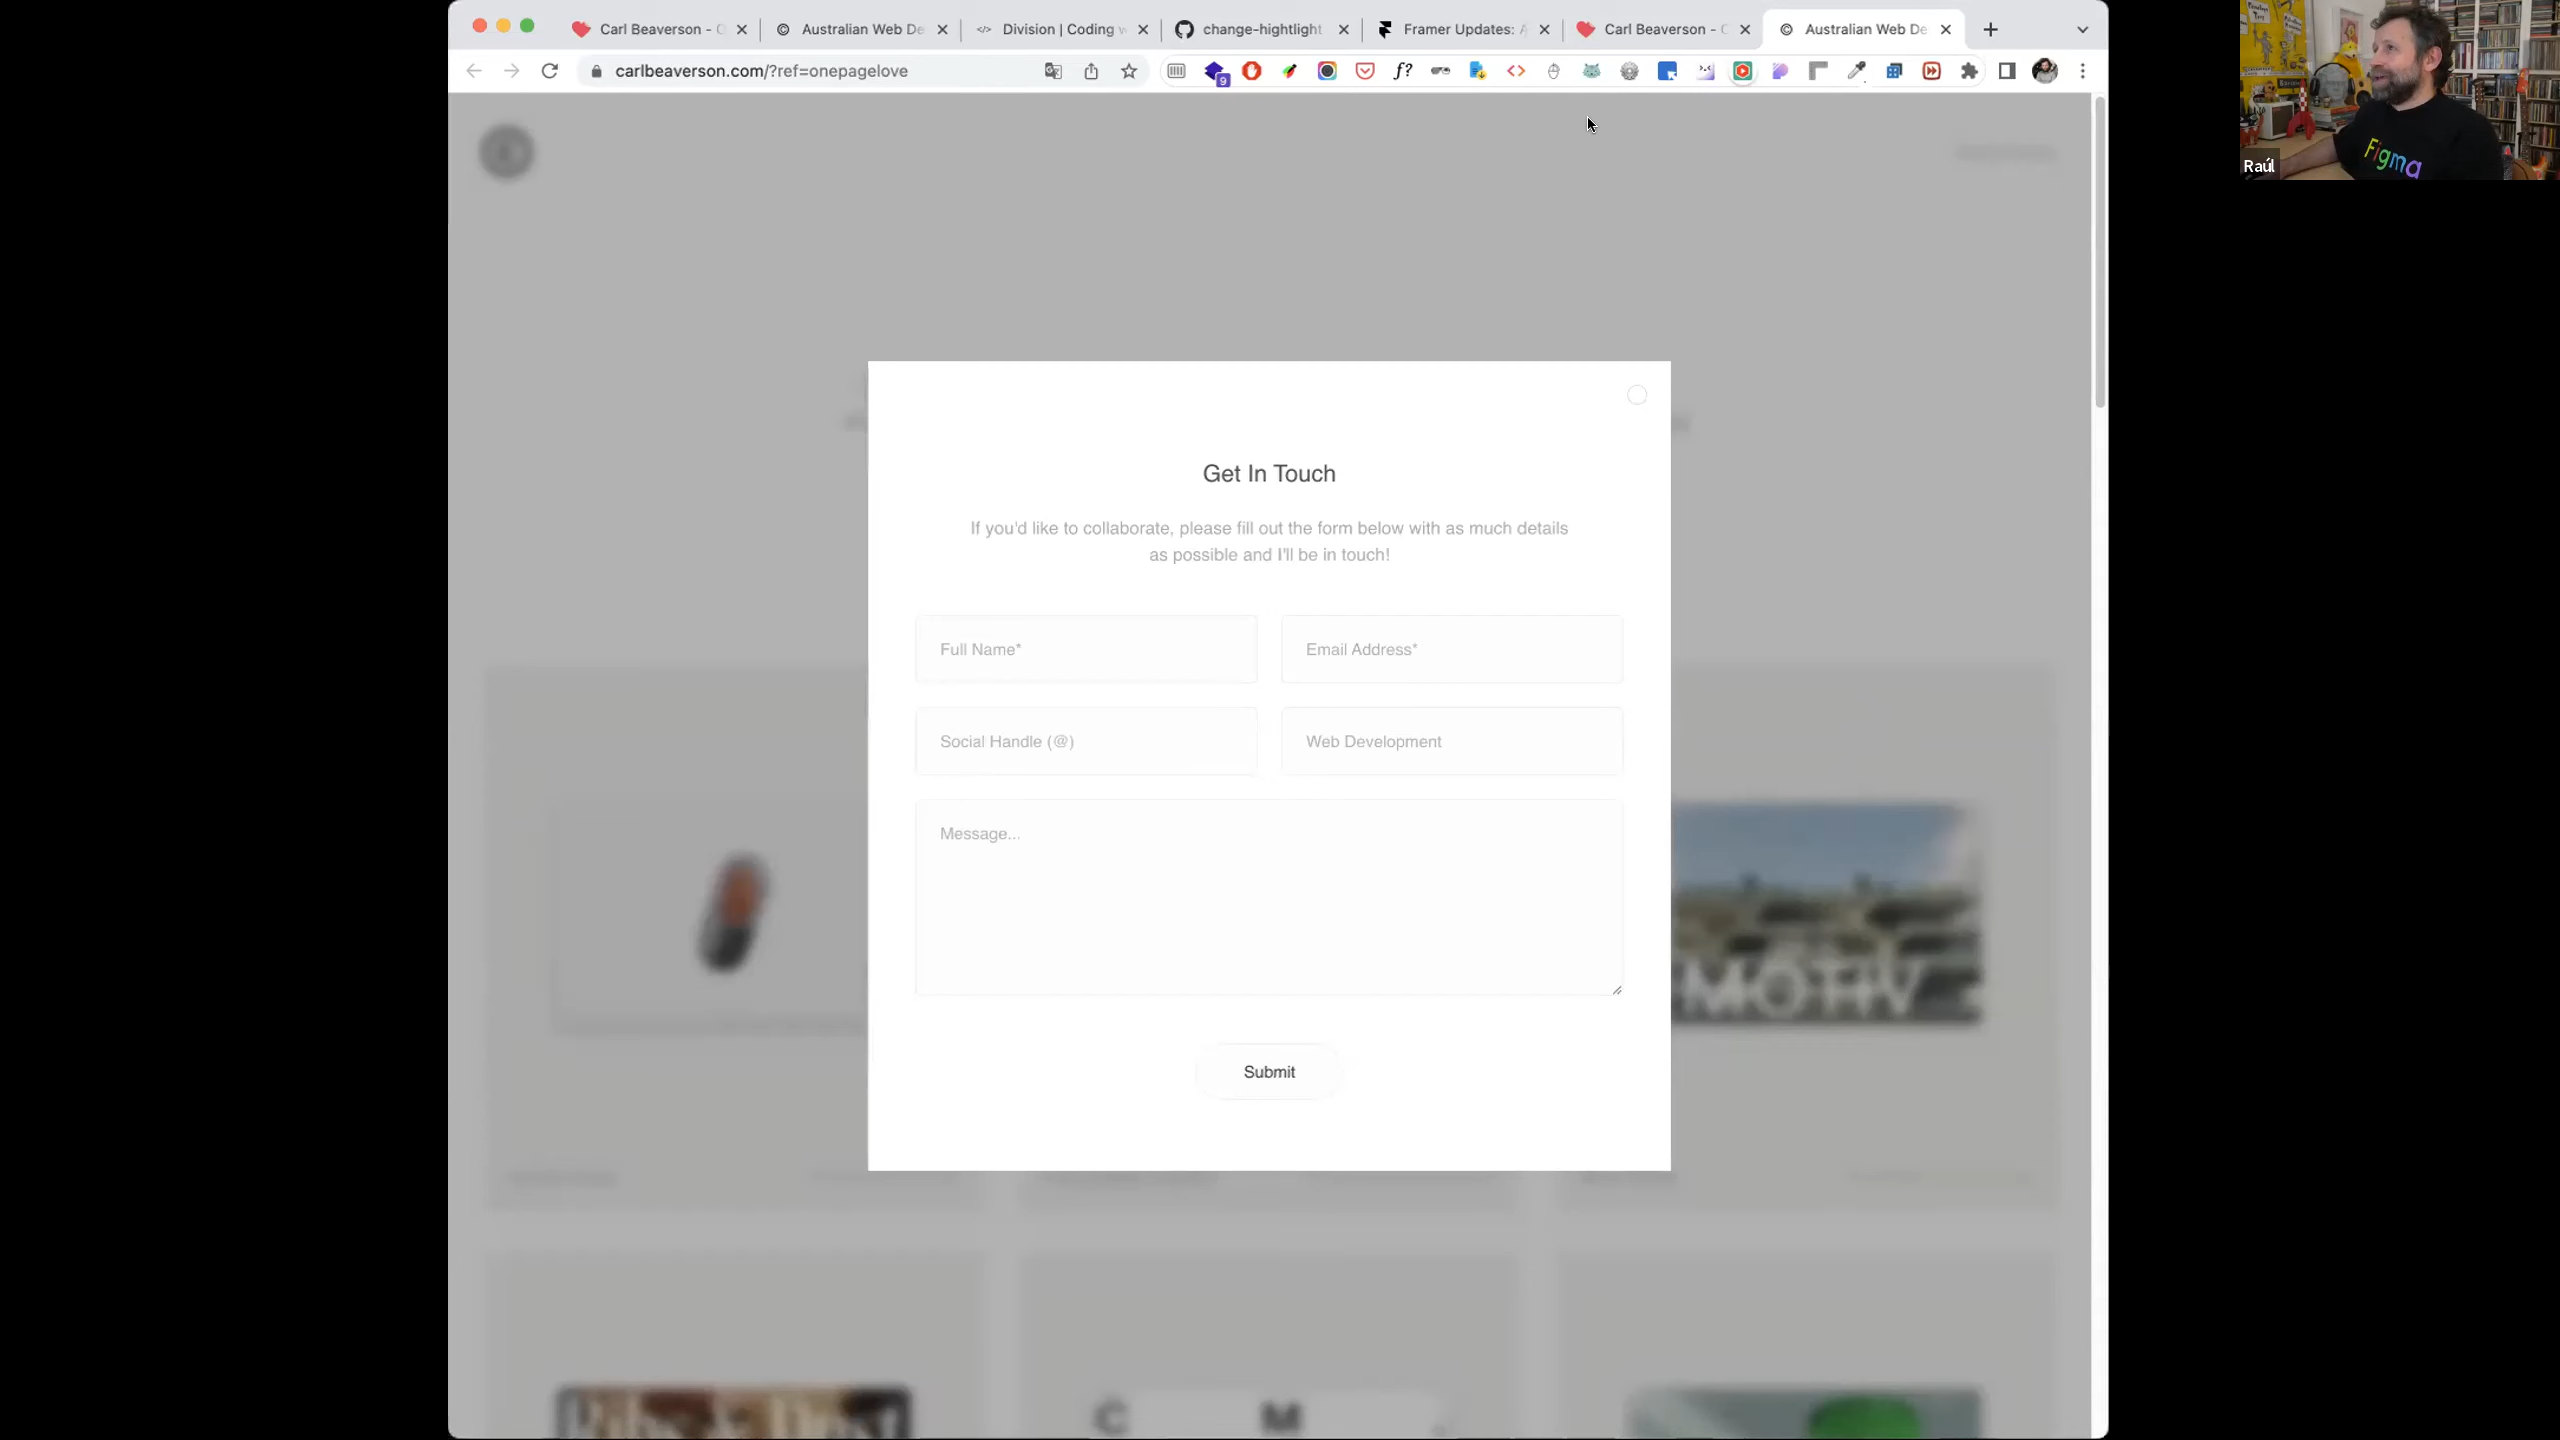 Carl Beaverson - O
Australian Web De
Division | Coding w
change-hightlight
Framer Updates: A
Carl Beaverson - O
Australian Web De
carlbeaverson.com/?ref=onepagelove
9
f?
Figma
Raúl
Get In Touch
If you'd like to collaborate, please fill out the form below with as much details
as possible and I'll be in touch!
Full Name*
Email Address*
Social Handle (@)
Web Development
Message...
MOTIV
Submit
C M